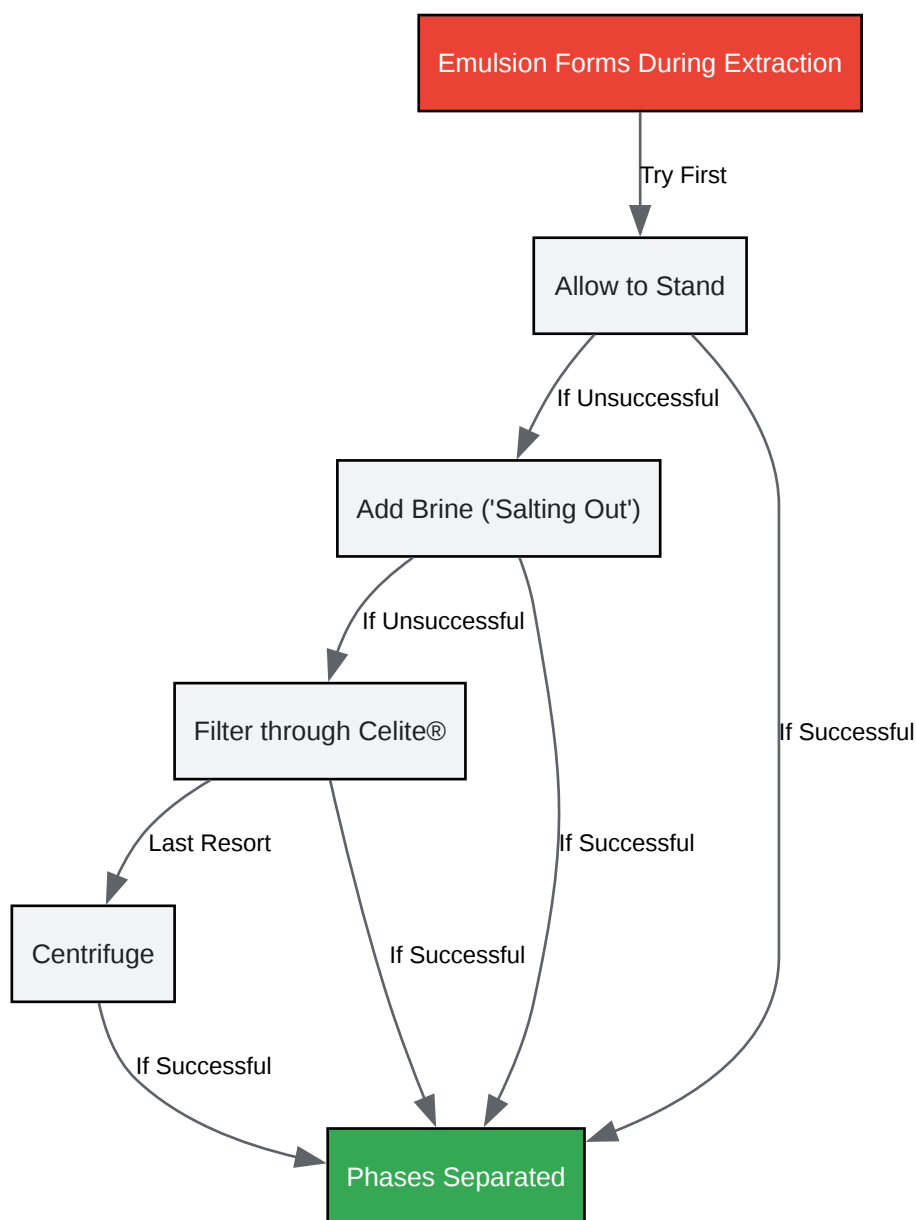 Emulsion Forms During Extraction
Try First
Allow to Stand
If Unsuccessful
Add Brine ('Salting Out')
If Unsuccessful
Filter through Celite®
If Successful
Last Resort
If Successful
Centrifuge
If Successful
If Successful
Phases Separated